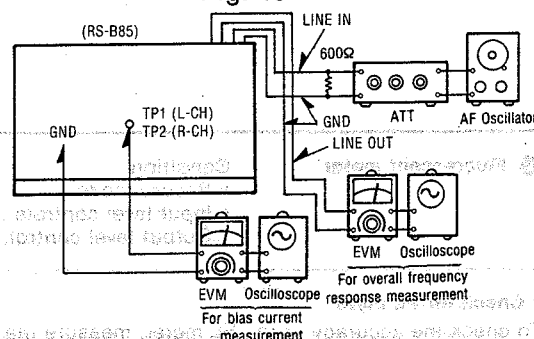 (RS-B85)
LINE IN
600Ω
TP1 (L-CH)
TP2 (R-CH)
GND
GND
ATT
AF Oscillator
LINE OUT
EVM
Oscilloscope
For overall frequency
response measurement
EVM
Oscilloscope
For bias current
measurement